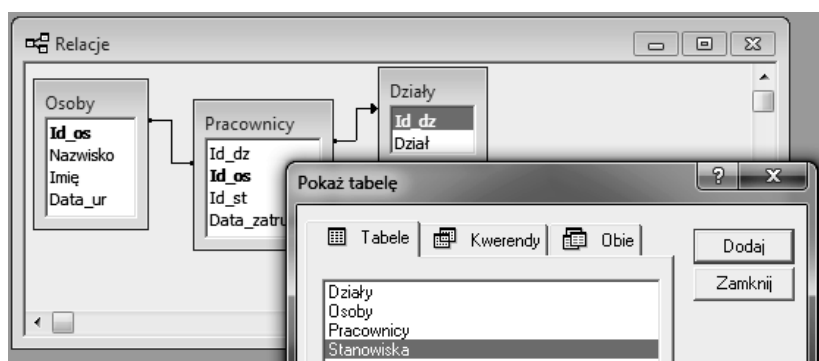 Relacje
Osoby
Id_os
Nazwisko
Imię
Data_ur
Pracownicy
Id_dz
Id_os
Id_st
Data_zatru
Działy
Id_dz
Dział
Pokaż tabelę
?
Tabele
Kwerendy
Obie
Dodaj
Zamknij
Działy
Osoby
Pracownicy
Stanowiska